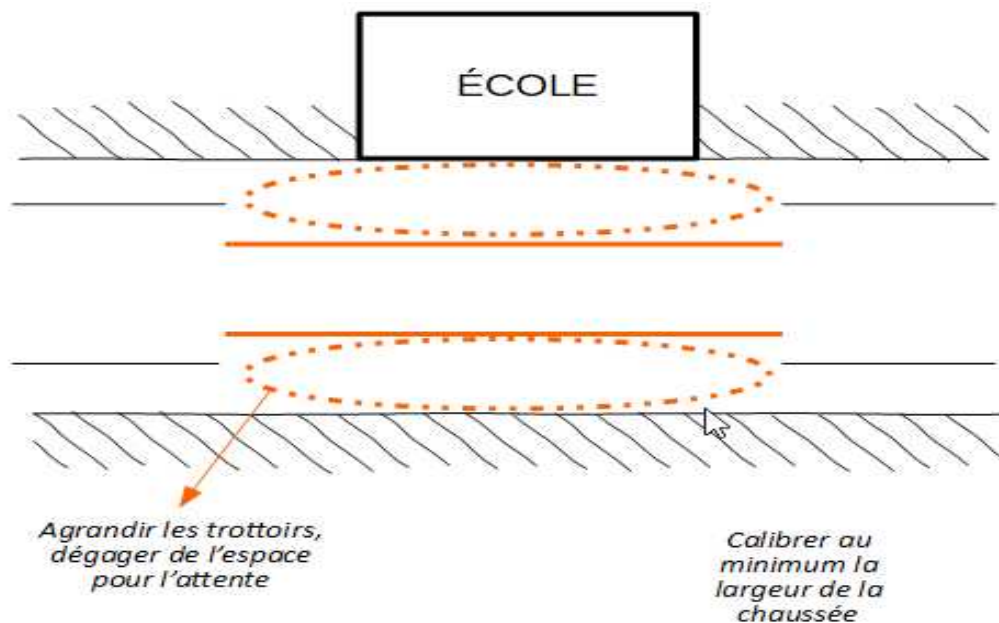 ÉCOLE
Agrandir les trottoirs,
dégager de l'espace
pour l'attente
Calibrer au
minimum la
largeur de la
chaussée